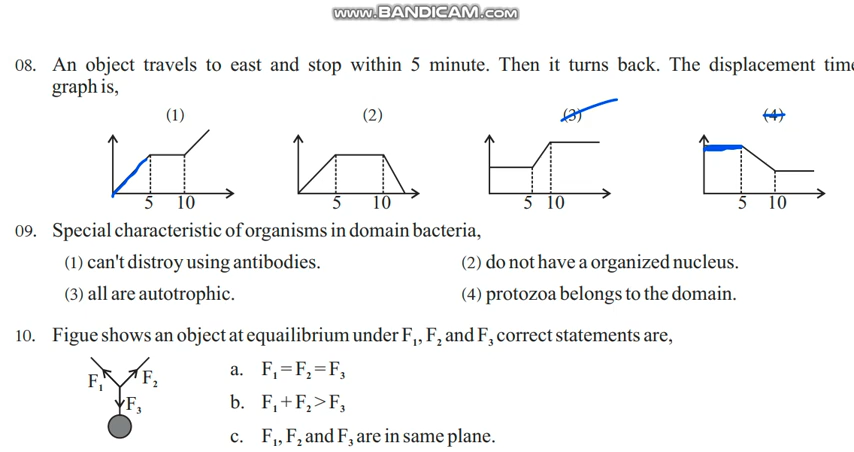 www.BANDICAM.com
08. An object travels to east and stop within 5 minute. Then it turns back. The displacement time
graph is,
(1) (2) (3) (4)
5 10 5 10 5 10 5 10
09. Special characteristic of organisms in domain bacteria,
(1) can't distroy using antibodies. (2) do not have a organized nucleus.
(3) all are autotrophic. (4) protozoa belongs to the domain.
10. Figue shows an object at equailibrium under F₁, F₂ and F₃ correct statements are,
a. F₁=F₂=F₃
F₁ F₂
b. F₁+F₂>F₃
F₃
c. F₁, F₂ and F₃ are in same plane.